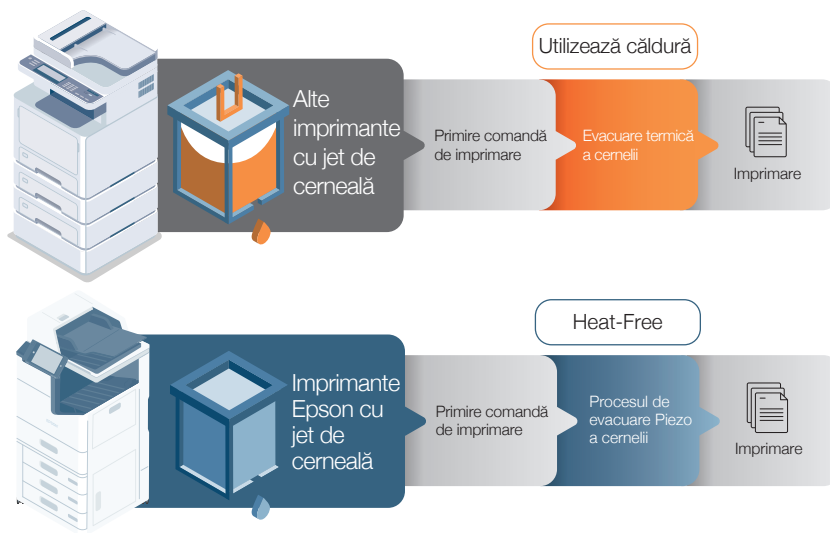 Utilizează căldură
Alte
imprimante
cu jet de
cerneală
Primire comandă
de imprimare
Evacuare termică
a cernelii
Imprimare
Heat-Free
Imprimante
Epson cu
jet de
cerneală
Primire comandă
de imprimare
Procesul de
evacuare Piezo
a cernelii
Imprimare